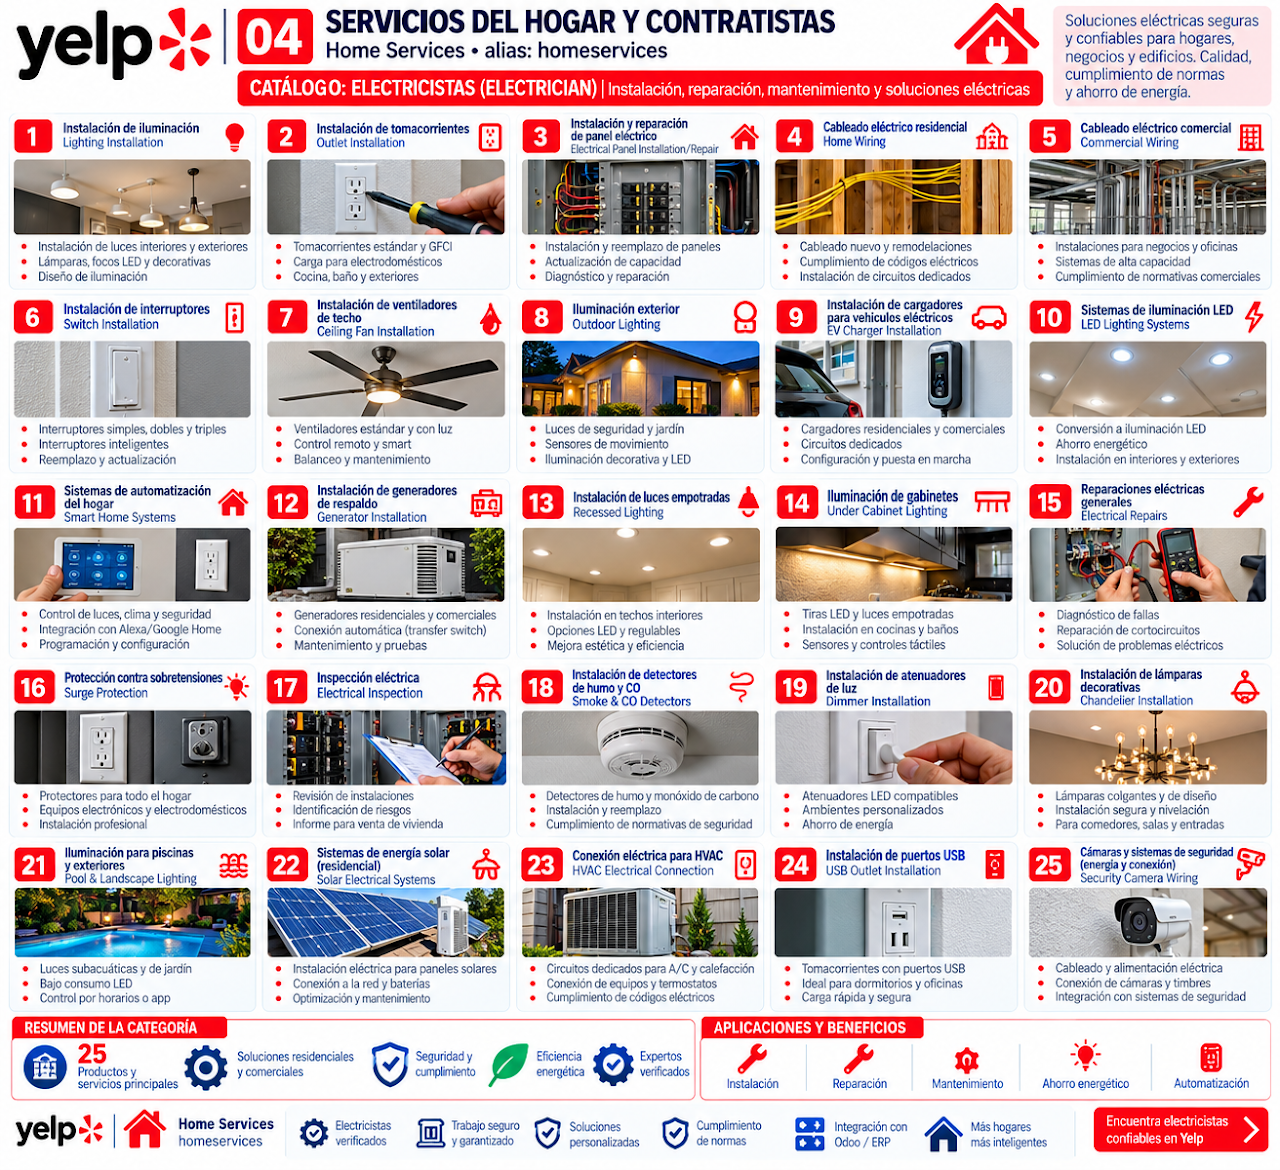 yelp
04
SERVICIOS DEL HOGAR Y CONTRATISTAS
Home Services • alias: homeservices
CATÁLOGO: ELECTRICISTAS (ELECTRICIAN) | Instalación, reparación, mantenimiento y soluciones eléctricas
Soluciones eléctricas seguras
y confiables para hogares,
negocios y edificios. Calidad,
cumplimiento de normas
y ahorro de energía.
1
Instalación de iluminación
Lighting Installation
• Instalación de luces interiores y exteriores
• Lámparas, focos LED y decorativas
• Diseño de iluminación
2
Instalación de tomacorrientes
Outlet Installation
• Tomacorrientes estándar y GFCI
• Carga para electrodomésticos
• Cocina, baño y exteriores
3
Instalación y reparación
de panel eléctrico
Electrical Panel Installation/Repair
• Instalación y reemplazo de paneles
• Actualización de capacidad
• Diagnóstico y reparación
4
Cableado eléctrico residencial
Home Wiring
• Cableado nuevo y remodelaciones
• Cumplimiento de códigos eléctricos
• Instalación de circuitos dedicados
5
Cableado eléctrico comercial
Commercial Wiring
• Instalaciones para negocios y oficinas
• Sistemas de alta capacidad
• Cumplimiento de normativas comerciales
6
Instalación de interruptores
Switch Installation
• Interruptores simples, dobles y triples
• Interruptores inteligentes
• Reemplazo y actualización
7
Instalación de ventiladores
de techo
Ceiling Fan Installation
• Ventiladores estándar y con luz
• Control remoto y smart
• Balanceo y mantenimiento
8
Iluminación exterior
Outdoor Lighting
• Luces de seguridad y jardín
• Sensores de movimiento
• Iluminación decorativa y LED
9
Instalación de cargadores
para vehiculos eléctricos
EV Charger Installation
• Cargadores residenciales y comerciales
• Circuitos dedicados
• Configuración y puesta en marcha
10
Sistemas de iluminación LED
LED Lighting Systems
• Conversión a iluminación LED
• Ahorro energético
• Instalación en interiores y exteriores
11
Sistemas de automatización
del hogar
Smart Home Systems
• Control de luces, clima y seguridad
• Integración con Alexa/Google Home
• Programación y configuración
12
Instalación de generadores
de respaldo
Generator Installation
• Generadores residenciales y comerciales
• Conexión automática (transfer switch)
• Mantenimiento y pruebas
13
Instalación de luces empotradas
Recessed Lighting
• Instalación en techos interiores
• Opciones LED y regulables
• Mejora estética y eficiencia
14
Iluminación de gabinetes
Under Cabinet Lighting
• Tiras LED y luces empotradas
• Instalación en cocinas y baños
• Sensores y controles táctiles
15
Reparaciones eléctricas
generales
Electrical Repairs
• Diagnóstico de fallas
• Reparación de cortocircuitos
• Solución de problemas eléctricos
16
Protección contra sobretensiones
Surge Protection
• Protectores para todo el hogar
• Equipos electrónicos y electrodomésticos
• Instalación profesional
17
Inspección eléctrica
Electrical Inspection
• Revisión de instalaciones
• Identificación de riesgos
• Informe para venta de vivienda
18
Instalación de detectores
de humo y CO
Smoke & CO Detectors
• Detectores de humo y monóxido de carbono
• Instalación y reemplazo
• Cumplimiento de normativas de seguridad
19
Instalación de atenuadores
de luz
Dimmer Installation
• Atenuadores LED compatibles
• Ambientes personalizados
• Ahorro de energía
20
Instalación de lámparas
decorativas
Chandelier Installation
• Lámparas colgantes y de diseño
• Instalación segura y nivelación
• Para comedores, salas y entradas
21
Iluminación para piscinas
y exteriores
Pool & Landscape Lighting
• Luces subacuáticas y de jardín
• Bajo consumo LED
• Control por horarios o app
22
Sistemas de energía solar
(residencial)
Solar Electrical Systems
• Instalación eléctrica para paneles solares
• Conexión a la red y baterías
• Optimización y mantenimiento
23
Conexión eléctrica para HVAC
HVAC Electrical Connection
• Circuitos dedicados para A/C y calefacción
• Conexión de equipos y termostatos
• Cumplimiento de códigos eléctricos
24
Instalación de puertos USB
USB Outlet Installation
• Tomacorrientes con puertos USB
• Ideal para dormitorios y oficinas
• Carga rápida y segura
25
Cámaras y sistemas de seguridad
(energía y conexión)
Security Camera Wiring
• Cableado y alimentación eléctrica
• Conexión de cámaras y timbres
• Integración con sistemas de seguridad
RESUMEN DE LA CATEGORÍA
25
Productos y
servicios principales
Soluciones residenciales
y comerciales
Seguridad y
cumplimiento
Eficiencia
energética
Expertos
verificados
APLICACIONES Y BENEFICIOS
Instalación
Reparación
Mantenimiento
Ahorro energético
Automatización
yelp
Home Services
homeservices
Electricistas
verificados
Trabajo seguro
y garantizado
Soluciones
personalizadas
Cumplimiento
de normas
Integración con
Odoo / ERP
Más hogares
más inteligentes
Encuentra electricistas
confiables en Yelp